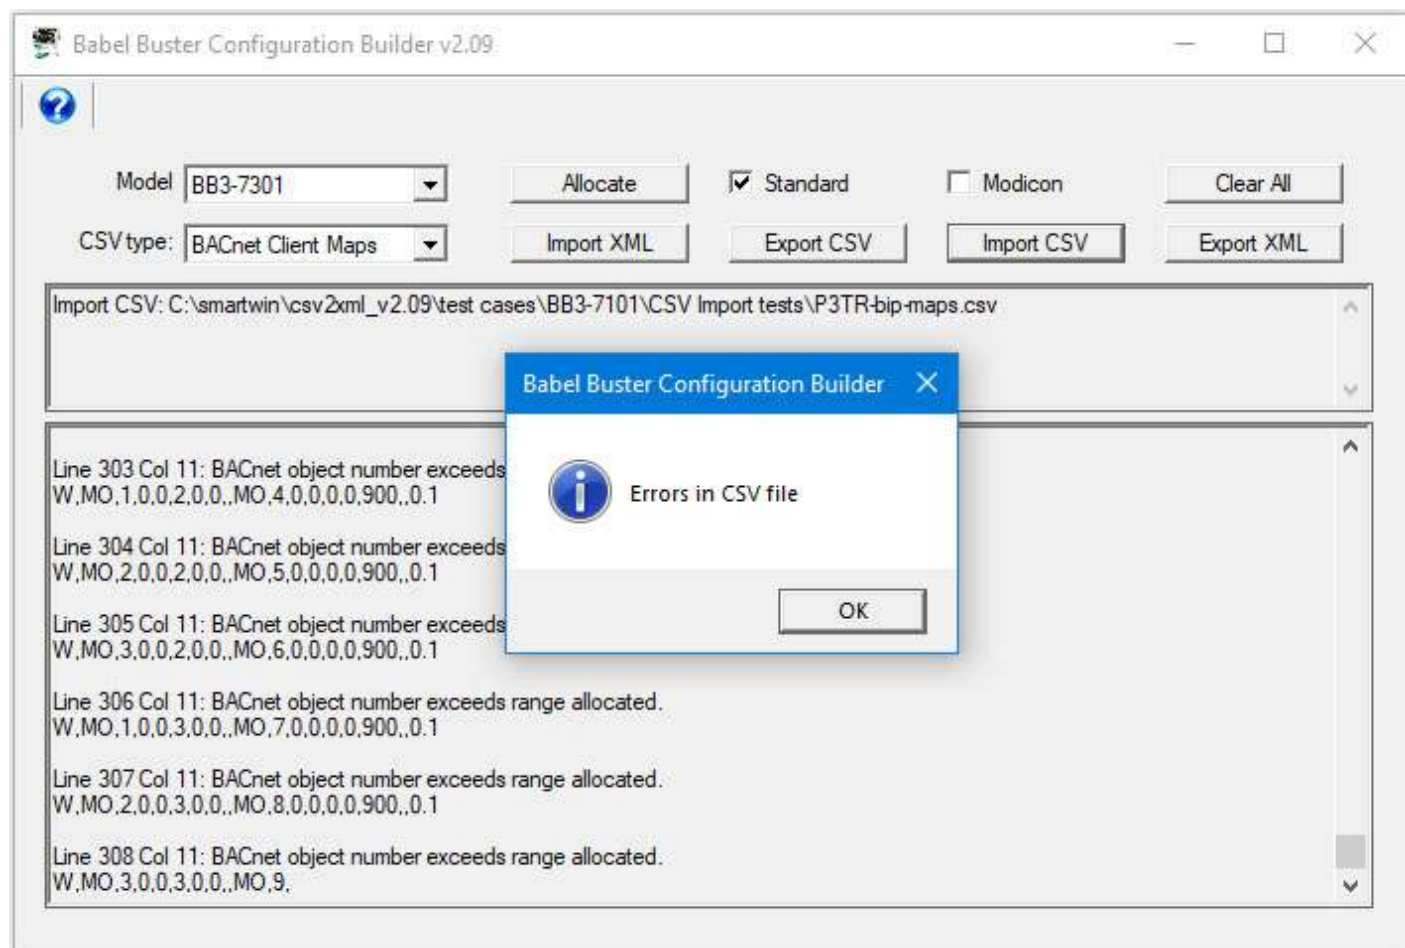 Babel Buster Configuration Builder v2.09
Model BB3-7301 Allocate Standard Modicon Clear All
CSV type: BACnet Client Maps Import XML Export CSV Import CSV Export XML
Import CSV: C:\smartwin\csv2xml_v2.09\test cases\BB3-7101\CSV Import tests\P3TR-bip-maps.csv
Babel Buster Configuration Builder
Errors in CSV file
OK
Line 303 Col 11: BACnet object number exceeds
W,MO,1,0,0,2,0,0,,MO,4,0,0,0,0,900,,0.1
Line 304 Col 11: BACnet object number exceeds
W,MO,2,0,0,2,0,0,,MO,5,0,0,0,0,900,,0.1
Line 305 Col 11: BACnet object number exceeds
W,MO,3,0,0,2,0,0,,MO,6,0,0,0,0,900,,0.1
Line 306 Col 11: BACnet object number exceeds range allocated.
W,MO,1,0,0,3,0,0,,MO,7,0,0,0,0,900,,0.1
Line 307 Col 11: BACnet object number exceeds range allocated.
W,MO,2,0,0,3,0,0,,MO,8,0,0,0,0,900,,0.1
Line 308 Col 11: BACnet object number exceeds range allocated.
W,MO,3,0,0,3,0,0,,MO,9,